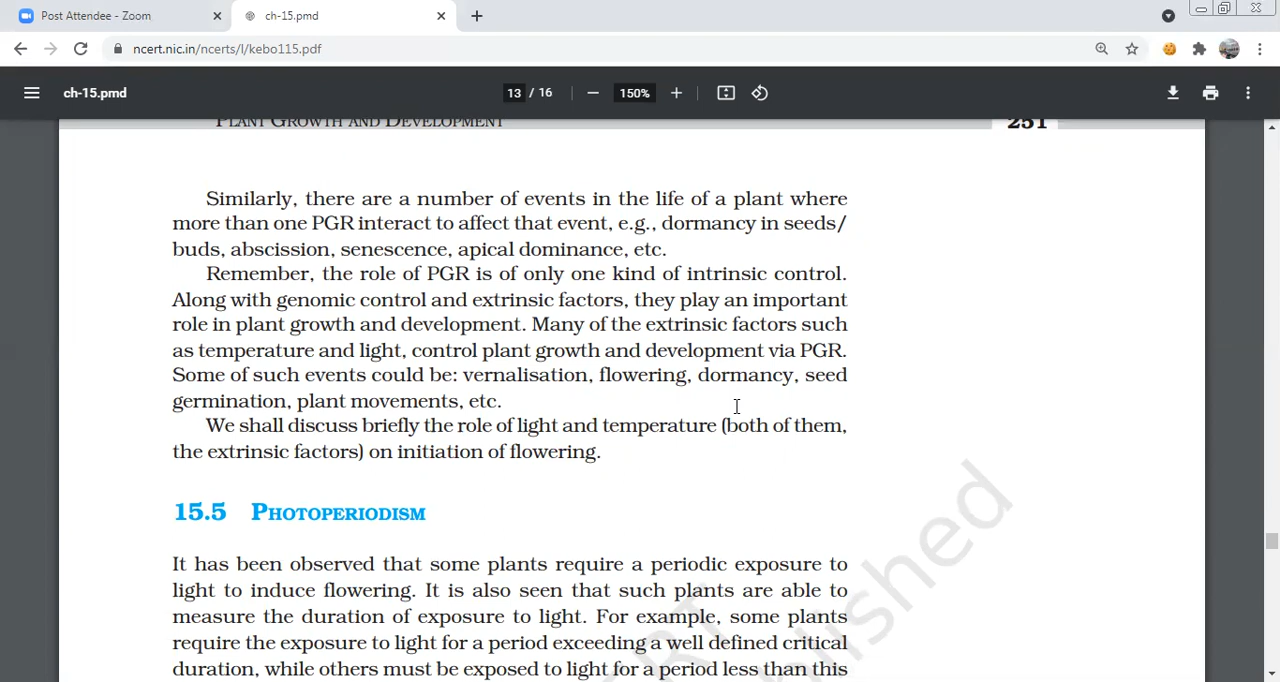 Post Attendee - Zoom
ch-15.pmd
ncert.nic.in/ncerts/l/kebo115.pdf
ch-15.pmd
13 / 16
150%
PLANT GROWTH AND DEVELOPMENT
251
Similarly, there are a number of events in the life of a plant where
more than one PGR interact to affect that event, e.g., dormancy in seeds/
buds, abscission, senescence, apical dominance, etc.
Remember, the role of PGR is of only one kind of intrinsic control.
Along with genomic control and extrinsic factors, they play an important
role in plant growth and development. Many of the extrinsic factors such
as temperature and light, control plant growth and development via PGR.
Some of such events could be: vernalisation, flowering, dormancy, seed
germination, plant movements, etc.
We shall discuss briefly the role of light and temperature (both of them,
the extrinsic factors) on initiation of flowering.
15.5 PHOTOPERIODISM
It has been observed that some plants require a periodic exposure to
light to induce flowering. It is also seen that such plants are able to
measure the duration of exposure to light. For example, some plants
require the exposure to light for a period exceeding a well defined critical
duration, while others must be exposed to light for a period less than this